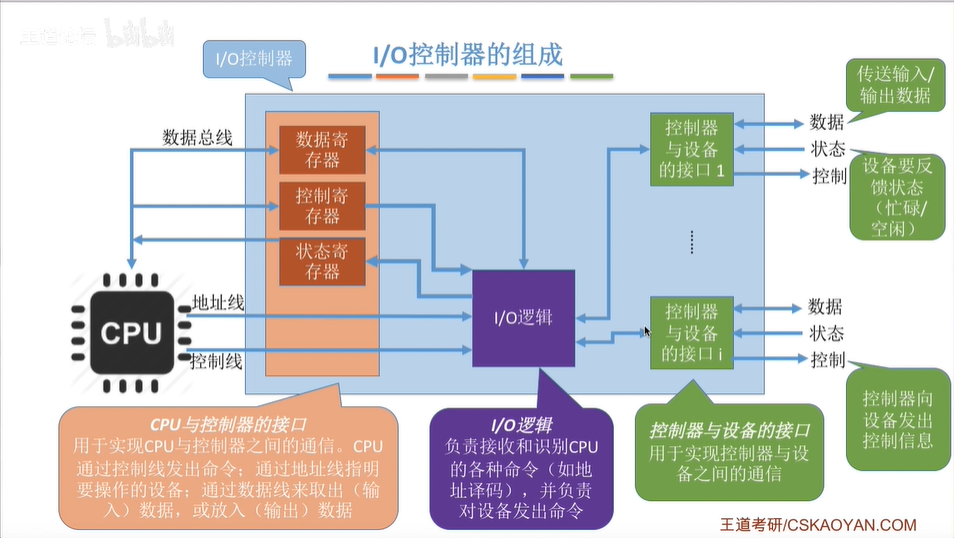 I/O控制器的组成
I/O控制器
传送输入/
输出数据
数据总线
数据寄
存器
控制寄
存器
状态寄
存器
控制器
与设备
的接口 1
数据
状态
控制
设备要反
馈状态
（忙碌/
空闲）
CPU
地址线
控制线
I/O逻辑
控制器
与设备
的接口 i
数据
状态
控制
控制器向
设备发出
控制信息
CPU与控制器的接口
用于实现CPU与控制器之间的通信。CPU
通过控制线发出命令；通过地址线指明
要操作的设备；通过数据线来取出（输
入）数据，或放入（输出）数据
I/O逻辑
负责接收和识别CPU
的各种命令（如地
址译码），并负责
对设备发出命令
控制器与设备的接口
用于实现控制器与设
备之间的通信
王道考研/CSKAOYAN.COM